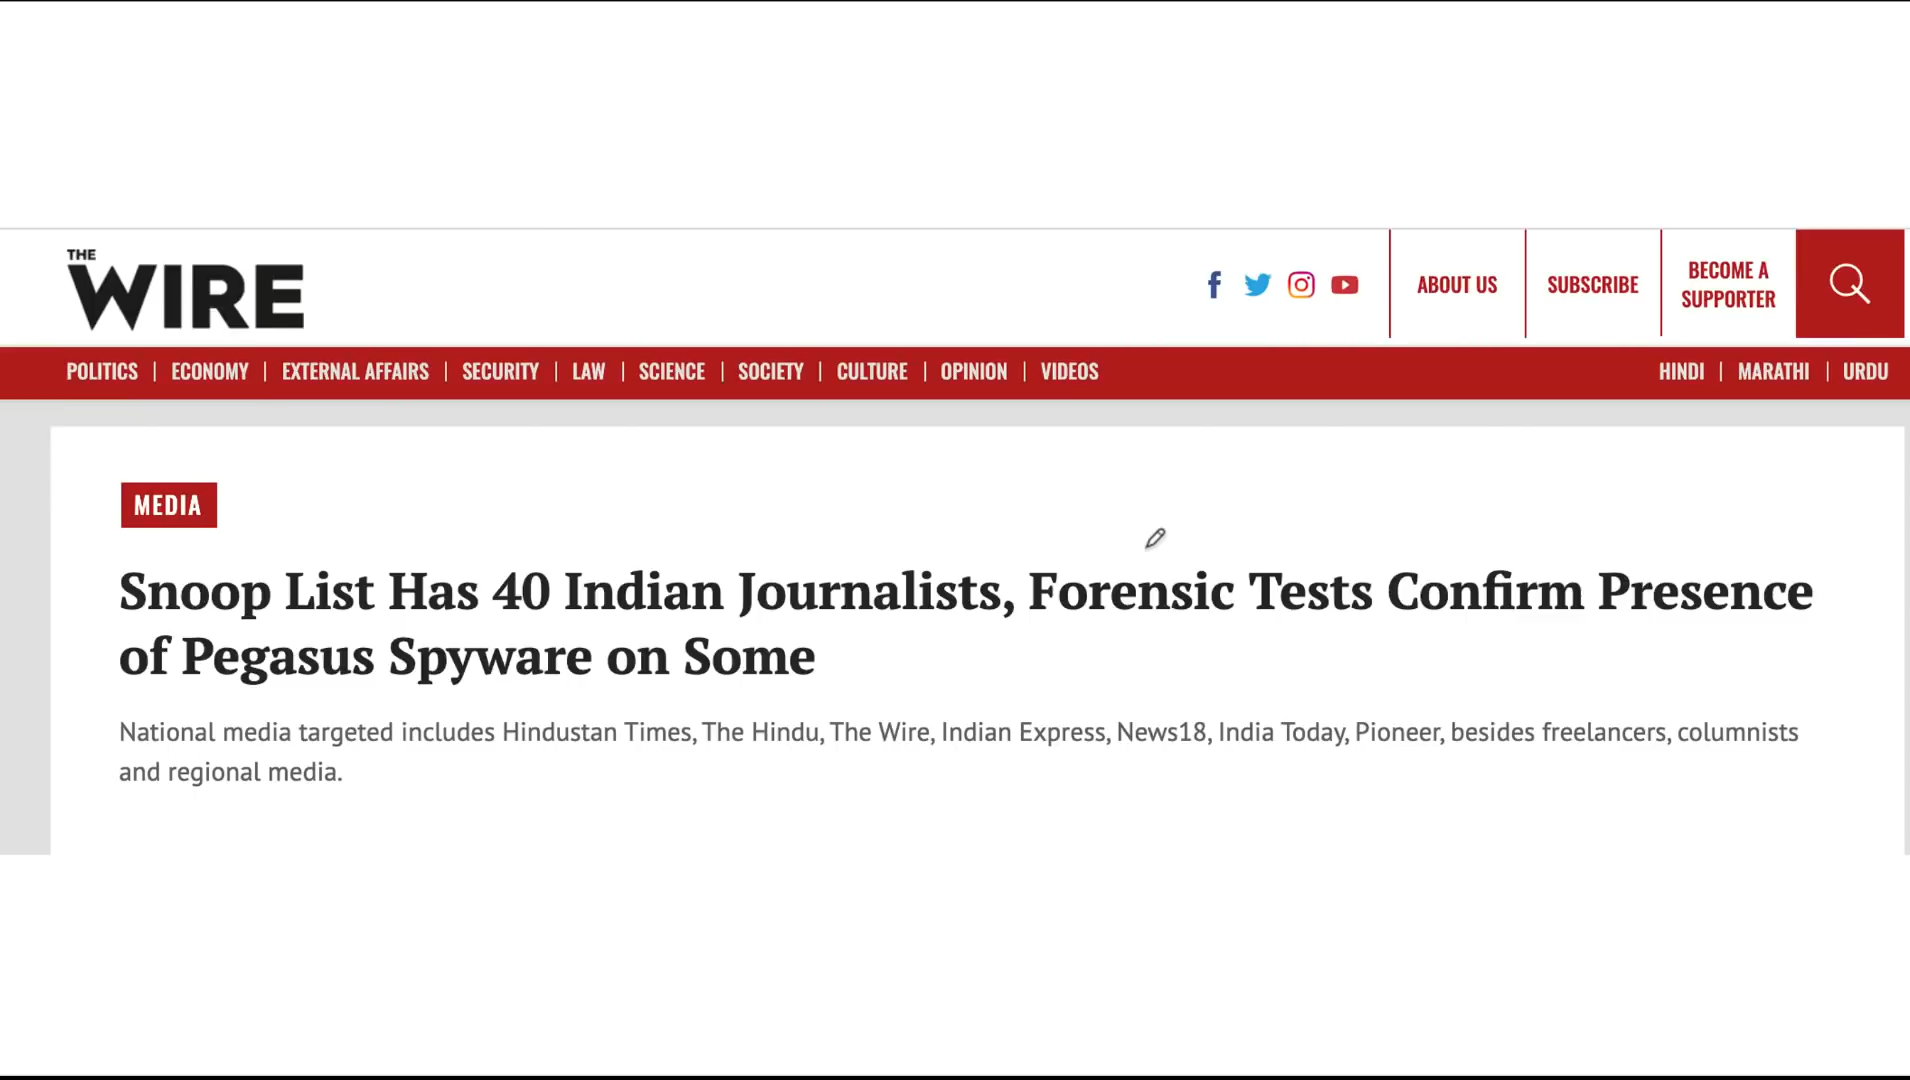 THE
WIRE
ABOUT US
SUBSCRIBE
BECOME A
SUPPORTER
POLITICS | ECONOMY | EXTERNAL AFFAIRS | SECURITY | LAW | SCIENCE | SOCIETY | CULTURE | OPINION | VIDEOS
HINDI | MARATHI | URDU
MEDIA
Snoop List Has 40 Indian Journalists, Forensic Tests Confirm Presence
of Pegasus Spyware on Some
National media targeted includes Hindustan Times, The Hindu, The Wire, Indian Express, News18, India Today, Pioneer, besides freelancers, columnists
and regional media.